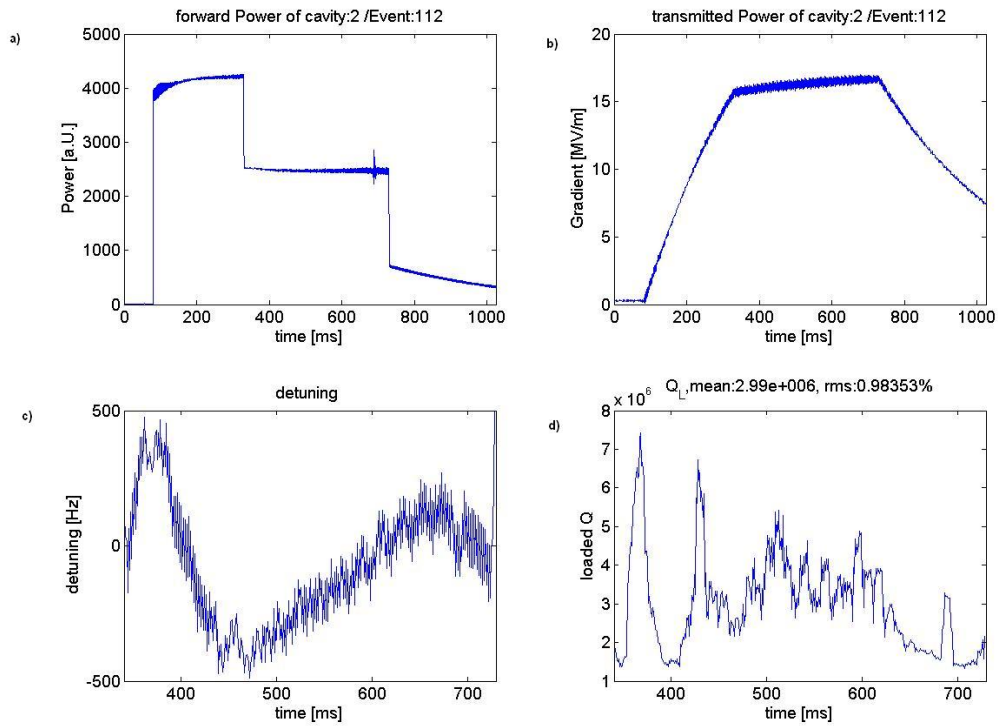 forward Power of cavity:2 /Event:112
a)
5000
4000
3000
2000
1000
0
Power [a.U.]
0 200 400 600 800 1000
time [ms]
transmitted Power of cavity:2 /Event:112
b)
20
15
10
5
0
Gradient [MV/m]
0 200 400 600 800 1000
time [ms]
detuning
c)
500
0
-500
detuning [Hz]
400 500 600 700
time [ms]
Q_L,mean:2.99e+006, rms:0.98353%
d)
x 10^6
8
7
6
5
4
3
2
1
loaded Q
400 500 600 700
time [ms]